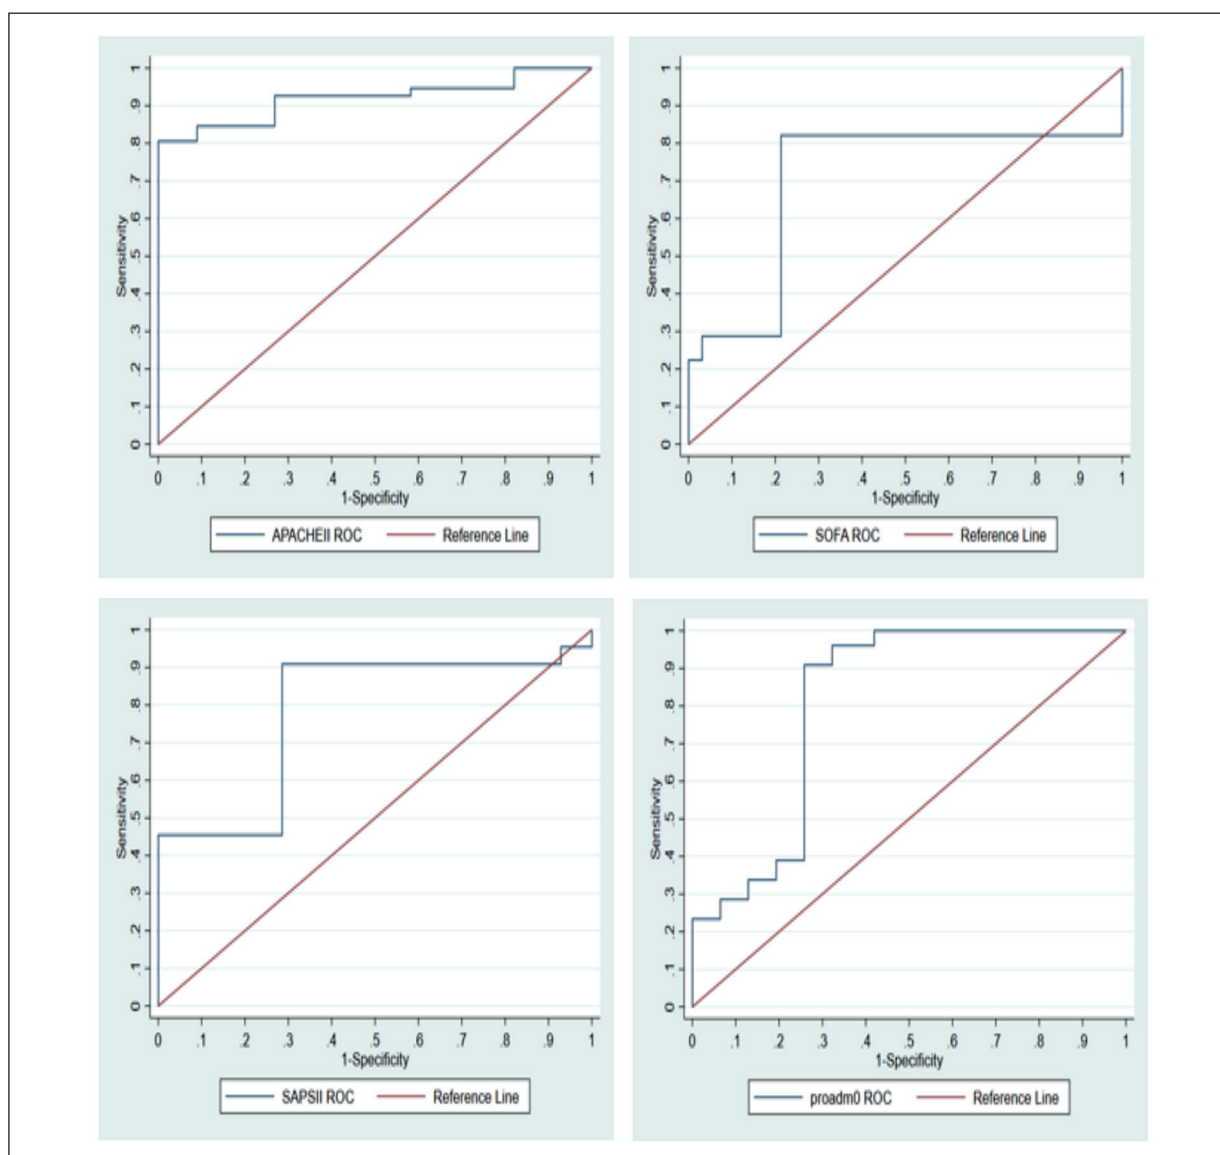 Sensitivity
0 .1 .2 .3 .4 .5 .6 .7 .8 .9 1
0 .1 .2 .3 .4 .5 .6 .7 .8 .9 1
1-Specificity
APACHEII ROC Reference Line
Sensitivity
0 .1 .2 .3 .4 .5 .6 .7 .8 .9 1
0 .1 .2 .3 .4 .5 .6 .7 .8 .9 1
1-Specificity
SOFA ROC Reference Line
Sensitivity
0 .1 .2 .3 .4 .5 .6 .7 .8 .9 1
0 .1 .2 .3 .4 .5 .6 .7 .8 .9 1
1-Specificity
SAPSII ROC Reference Line
Sensitivity
0 .1 .2 .3 .4 .5 .6 .7 .8 .9 1
0 .1 .2 .3 .4 .5 .6 .7 .8 .9 1
1-Specificity
proadm0 ROC Reference Line